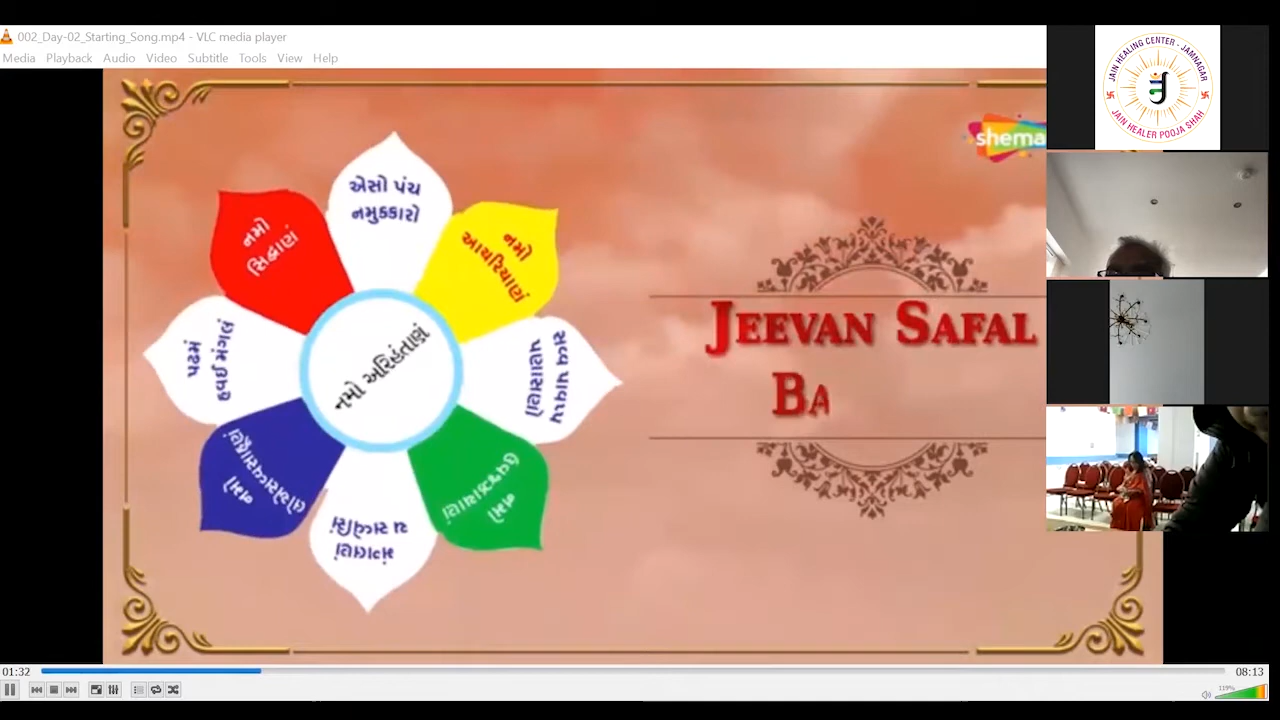 002_Day-02_Starting_Song.mp4 - VLC media player
Media Playback Audio Video Subtitle Tools View Help
JAIN HEALING CENTER - JAMNAGAR
JAIN HEALER POOJA SHAH
shema
એસો પંચ
નમુક્કારો
નમો
સિદ્ધાણં
નમો
આયરિયાણં
પઢમં
હવઈ મંગલં
નમો અરિહંતાણં
સવ્વ પાવપ્પ
ણાસણો
નમો
લોએસવ્વસાહૂણં
નમો
ઉવજ્ઝાયાણં
મંગલાણં
ચ સવ્વેસિં
JEEVAN SAFAL
BA
01:32
08:13
119%